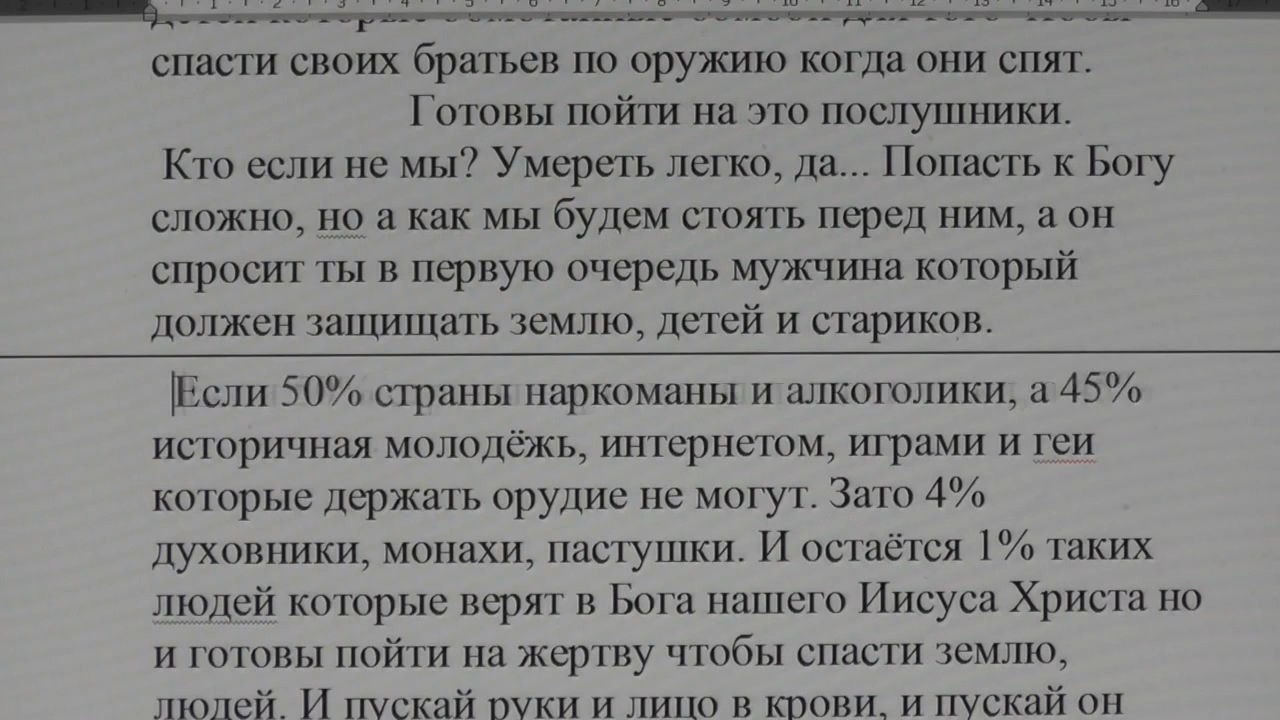 спасти своих братьев по оружию когда они спят.
Готовы пойти на это послушники.
Кто если не мы? Умереть легко, да... Попасть к Богу
сложно, но а как мы будем стоять перед ним, а он
спросит ты в первую очередь мужчина который
должен защищать землю, детей и стариков.
Если 50% страны наркоманы и алкоголики, а 45%
историчная молодёжь, интернетом, играми и геи
которые держать орудие не могут. Зато 4%
духовники, монахи, пастушки. И остаётся 1% таких
людей которые верят в Бога нашего Иисуса Христа но
и готовы пойти на жертву чтобы спасти землю,
людей. И пускай руки и лицо в крови, и пускай он